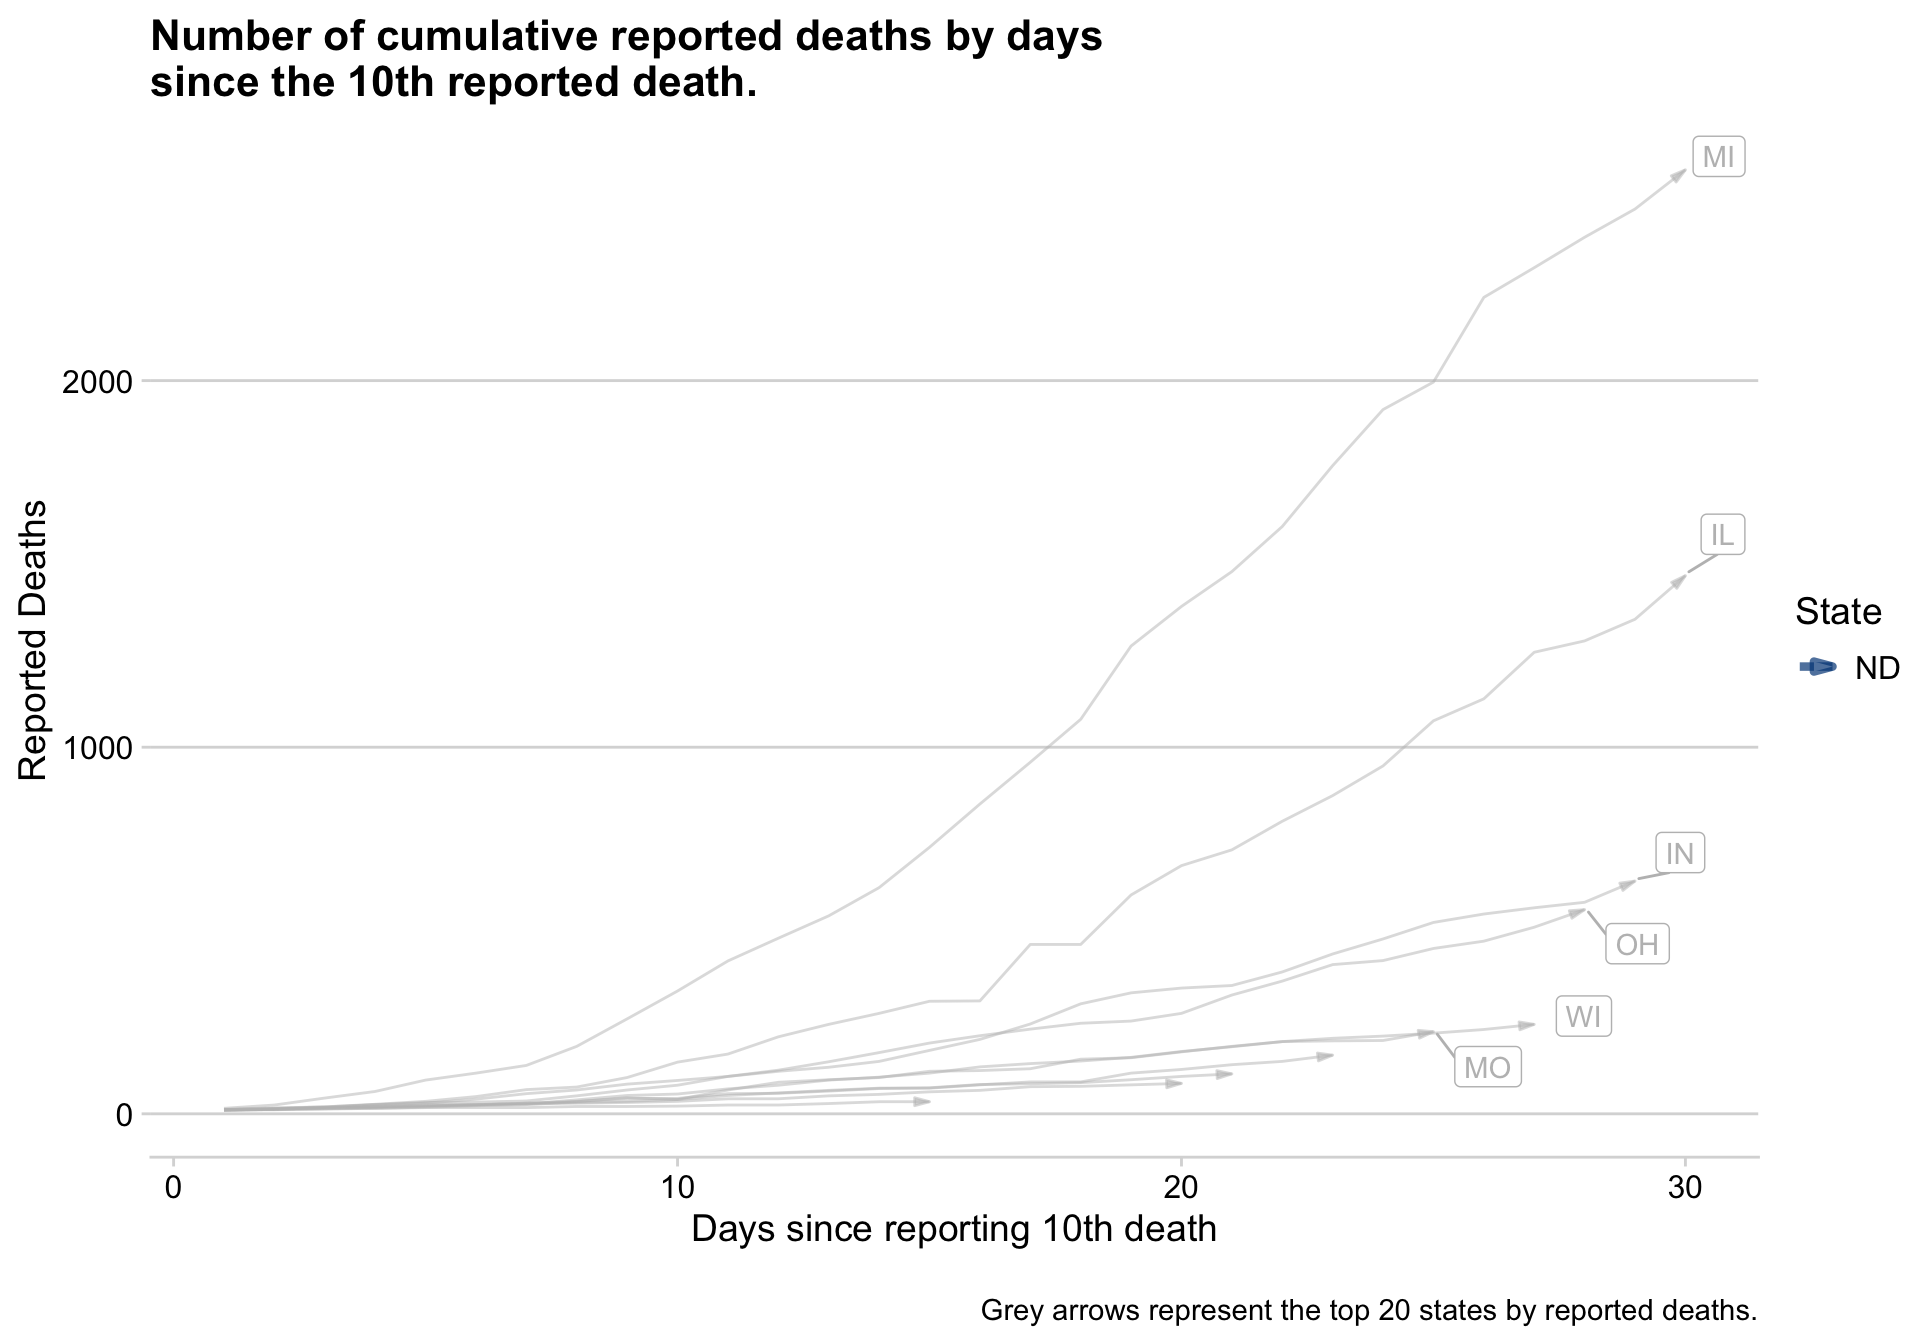 Number of cumulative reported deaths by days
since the 10th reported death.
MI
2000
IL
State
ND
Reported Deaths
1000
IN
OH
WI
MO
0
0 10 20 30
Days since reporting 10th death
Grey arrows represent the top 20 states by reported deaths.